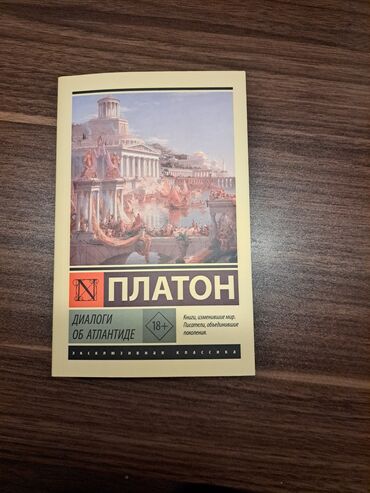 ПЛАТОН
ДИАЛОГИ
ОБ АТЛАНТИДЕ
18+
Книги, изменившие мир.
Писатели, объединившие
поколения.
ЭКСКЛЮЗИВНАЯ КЛАССИКА